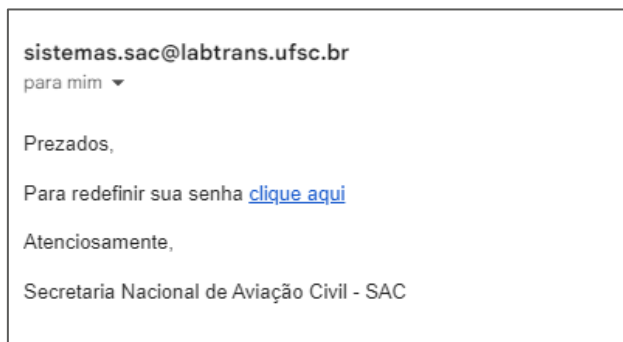 sistemas.sac@labtrans.ufsc.br
para mim
Prezados,
Para redefinir sua senha clique aqui
Atenciosamente,
Secretaria Nacional de Aviação Civil - SAC